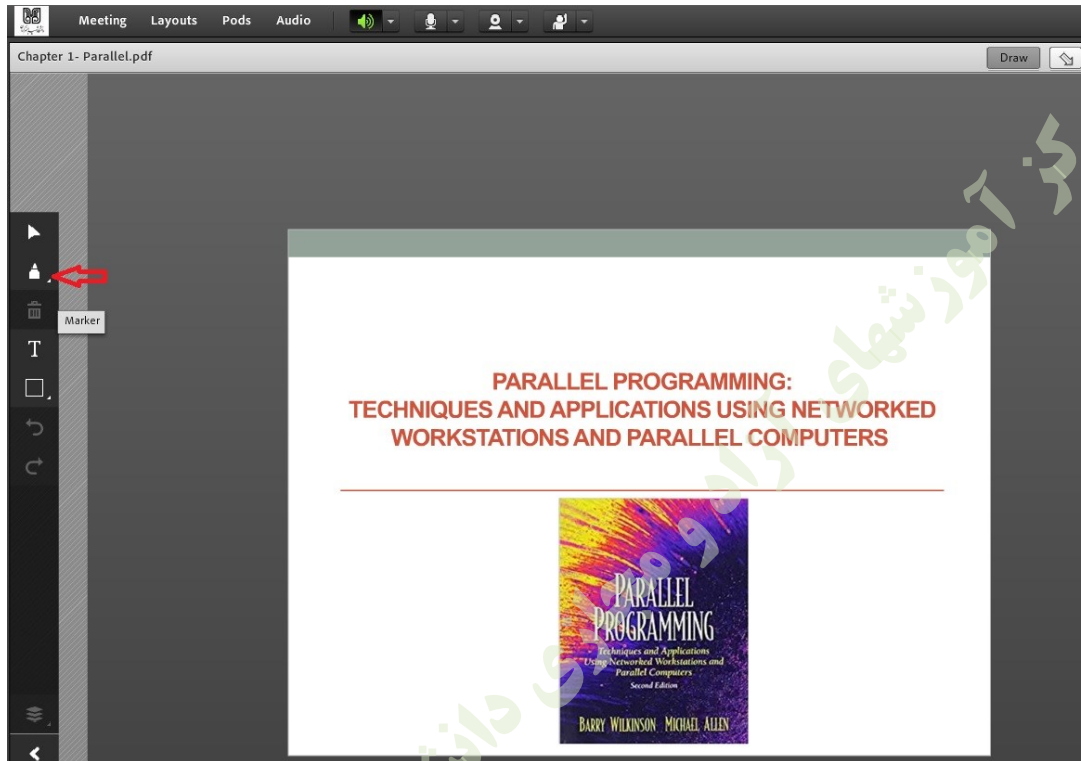 Meeting Layouts Pods Audio
Chapter 1- Parallel.pdf
Draw
Marker
T
PARALLEL PROGRAMMING:
TECHNIQUES AND APPLICATIONS USING NETWORKED
WORKSTATIONS AND PARALLEL COMPUTERS
PARALLEL
PROGRAMMING
Techniques and Applications
Using Networked Workstations and
Parallel Computers
Second Edition
BARRY WILKINSON MICHAEL ALLEN
آموزشهای آزاد و